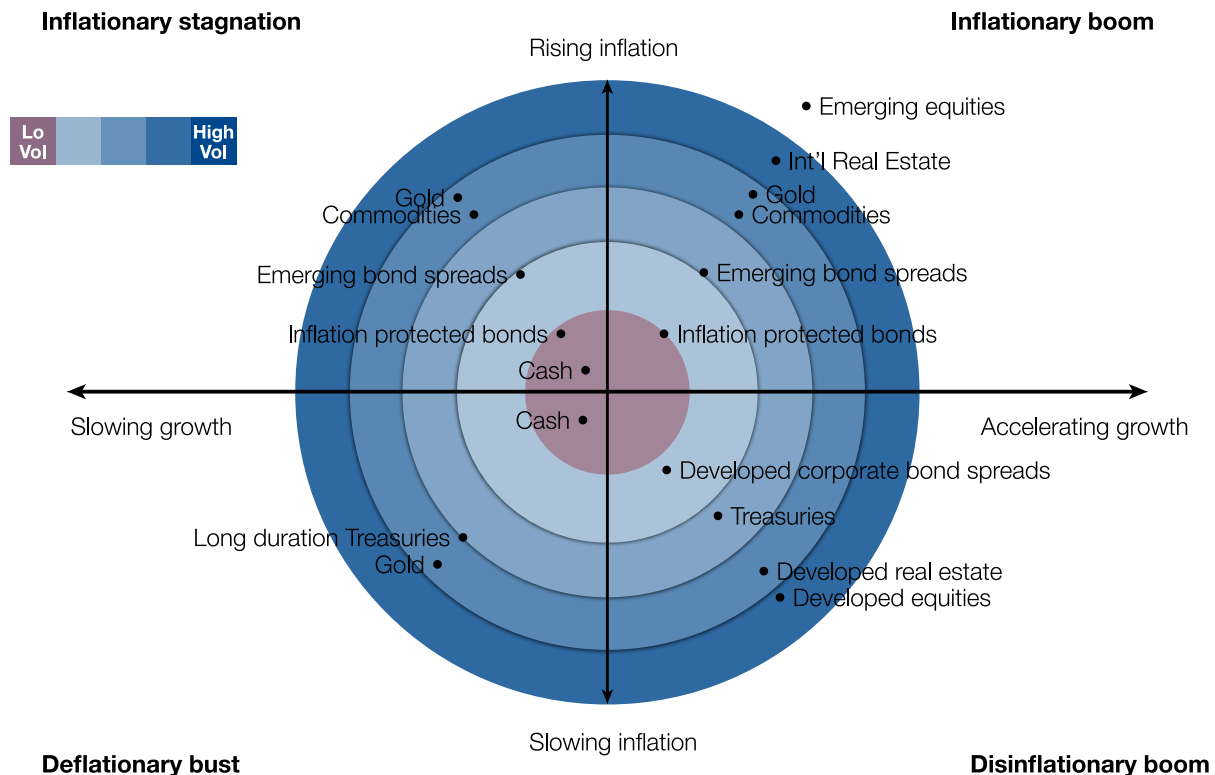 Inflationary stagnation
Inflationary boom
Rising inflation
Lo
Vol
High
Vol
Emerging equities
Int'l Real Estate
Gold
Gold
Commodities
Commodities
Emerging bond spreads
Emerging bond spreads
Inflation protected bonds
Inflation protected bonds
Cash
Slowing growth
Cash
Accelerating growth
Developed corporate bond spreads
Treasuries
Long duration Treasuries
Gold
Developed real estate
Developed equities
Slowing inflation
Deflationary bust
Disinflationary boom